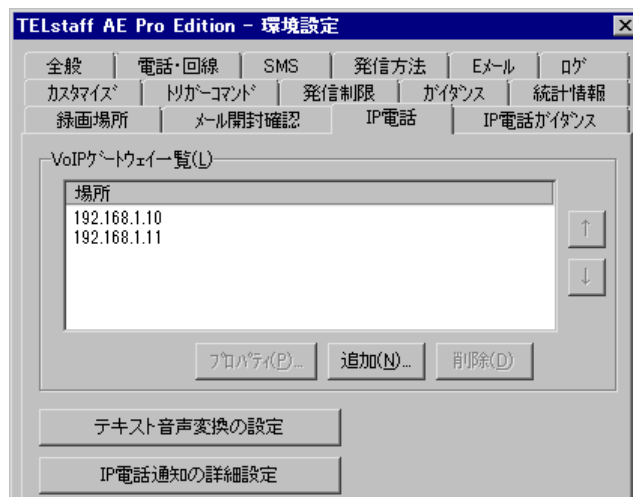 TELstaff AE Pro Edition - 環境設定
全般 電話・回線 SMS 発信方法 Eメール ログ
カスタマイズ トリガーコマンド 発信制限 ガイダンス 統計情報
録画場所 メール開封確認 IP電話 IP電話ガイダンス
VoIPゲートウェイ一覧(L)
場所
192.168.1.10
192.168.1.11
↑
↓
プロパティ(P)... 追加(N)... 削除(D)
テキスト音声変換の設定
IP電話通知の詳細設定